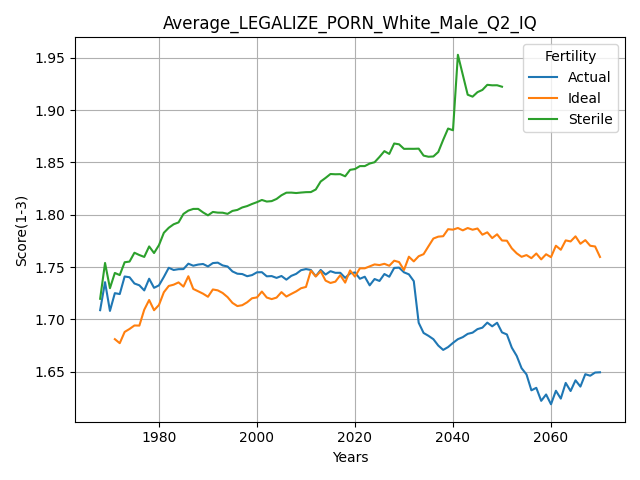 Average_LEGALIZE_PORN_White_Male_Q2_IQ
Fertility
Actual
Ideal
Sterile
Score(1-3)
1.95
1.90
1.85
1.80
1.75
1.70
1.65
1980
2000
2020
2040
2060
Years